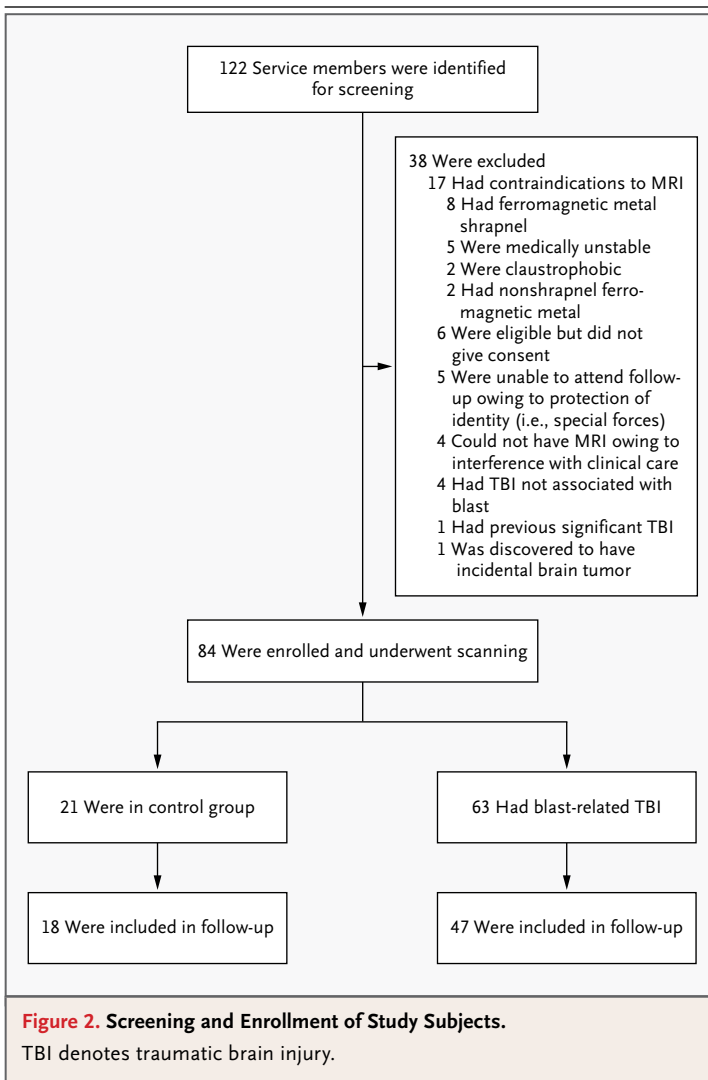 122 Service members were identified
for screening
38 Were excluded
17 Had contraindications to MRI
8 Had ferromagnetic metal
shrapnel
5 Were medically unstable
2 Were claustrophobic
2 Had nonshrapnel ferro-
magnetic metal
6 Were eligible but did not
give consent
5 Were unable to attend follow-
up owing to protection of
identity (i.e., special forces)
4 Could not have MRI owing to
interference with clinical care
4 Had TBI not associated with
blast
1 Had previous significant TBI
1 Was discovered to have
incidental brain tumor
84 Were enrolled and underwent scanning
21 Were in control group
63 Had blast-related TBI
18 Were included in follow-up
47 Were included in follow-up
Figure 2. Screening and Enrollment of Study Subjects.
TBI denotes traumatic brain injury.